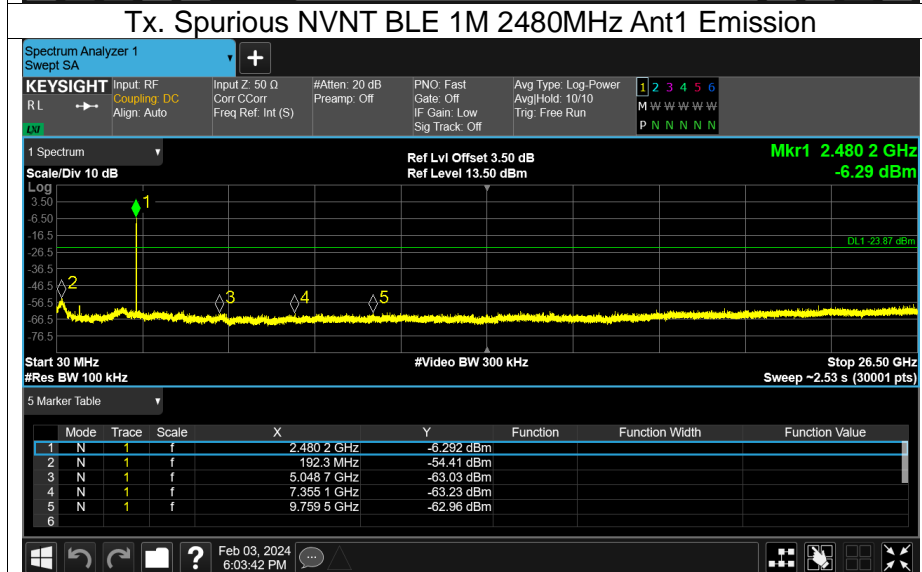 Tx. Spurious NVNT BLE 1M 2480MHz Ant1 Emission
Spectrum Analyzer 1
Swept SA
+
KEYSIGHT
R L
LXI
Input: RF
Coupling: DC
Align: Auto
Input Z: 50 Ω
Corr CCorr
Freq Ref: Int (S)
#Atten: 20 dB
Preamp: Off
PNO: Fast
Gate: Off
IF Gain: Low
Sig Track: Off
Avg Type: Log-Power
Avg|Hold: 10/10
Trig: Free Run
1 2 3 4 5 6
M W W W W W
P N N N N N
1 Spectrum
Scale/Div 10 dB
Ref Lvl Offset 3.50 dB
Ref Level 13.50 dBm
Mkr1 2.480 2 GHz
-6.29 dBm
Log
3.50
-6.50
-16.5
-26.5
-36.5
-46.5
-56.5
-66.5
-76.5
1
2
3
4
5
DL1 -23.87 dBm
Start 30 MHz
#Video BW 300 kHz
Stop 26.50 GHz
#Res BW 100 kHz
Sweep ~2.53 s (30001 pts)
5 Marker Table
Mode Trace Scale X Y Function Function Width Function Value
1 N 1 f 2.480 2 GHz -6.292 dBm
2 N 1 f 192.3 MHz -54.41 dBm
3 N 1 f 5.048 7 GHz -63.03 dBm
4 N 1 f 7.355 1 GHz -63.23 dBm
5 N 1 f 9.759 5 GHz -62.96 dBm
6
?
Feb 03, 2024
6:03:42 PM